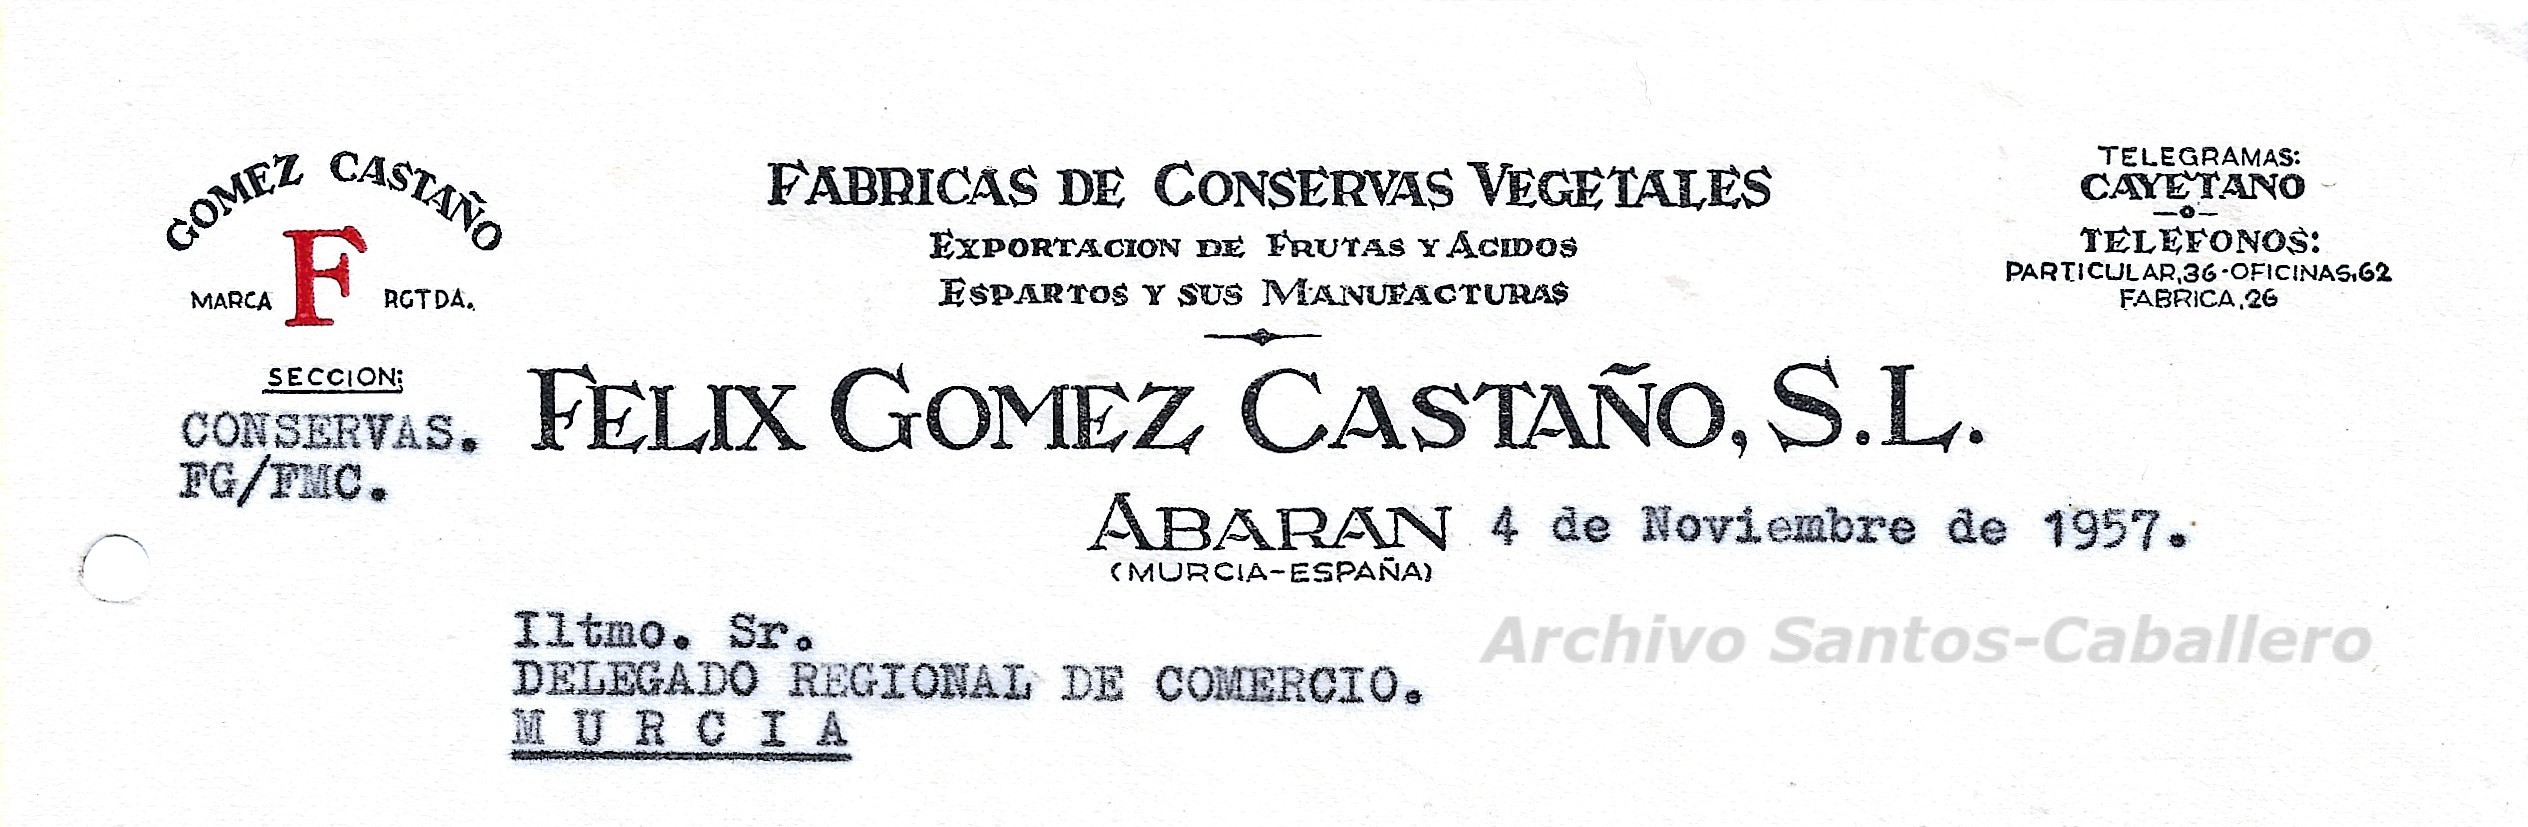 GOMEZ CASTAÑO
F
MARCA RGTDA.
SECCION:
CONSERVAS.
FG/FMC.
FABRICAS DE CONSERVAS VEGETALES
EXPORTACION DE FRUTAS Y ACIDOS
ESPARTOS Y SUS MANUFACTURAS
TELEGRAMAS:
CAYETANO
TELEFONOS:
PARTICULAR, 36 - OFICINAS, 62
FABRICA, 26
FELIX GOMEZ CASTAÑO, S.L.
ABARAN 4 de Noviembre de 1957.
(MURCIA-ESPAÑA)
Iltmo. Sr.
DELEGADO REGIONAL DE COMERCIO.
M U R C I A
Archivo Santos-Caballero